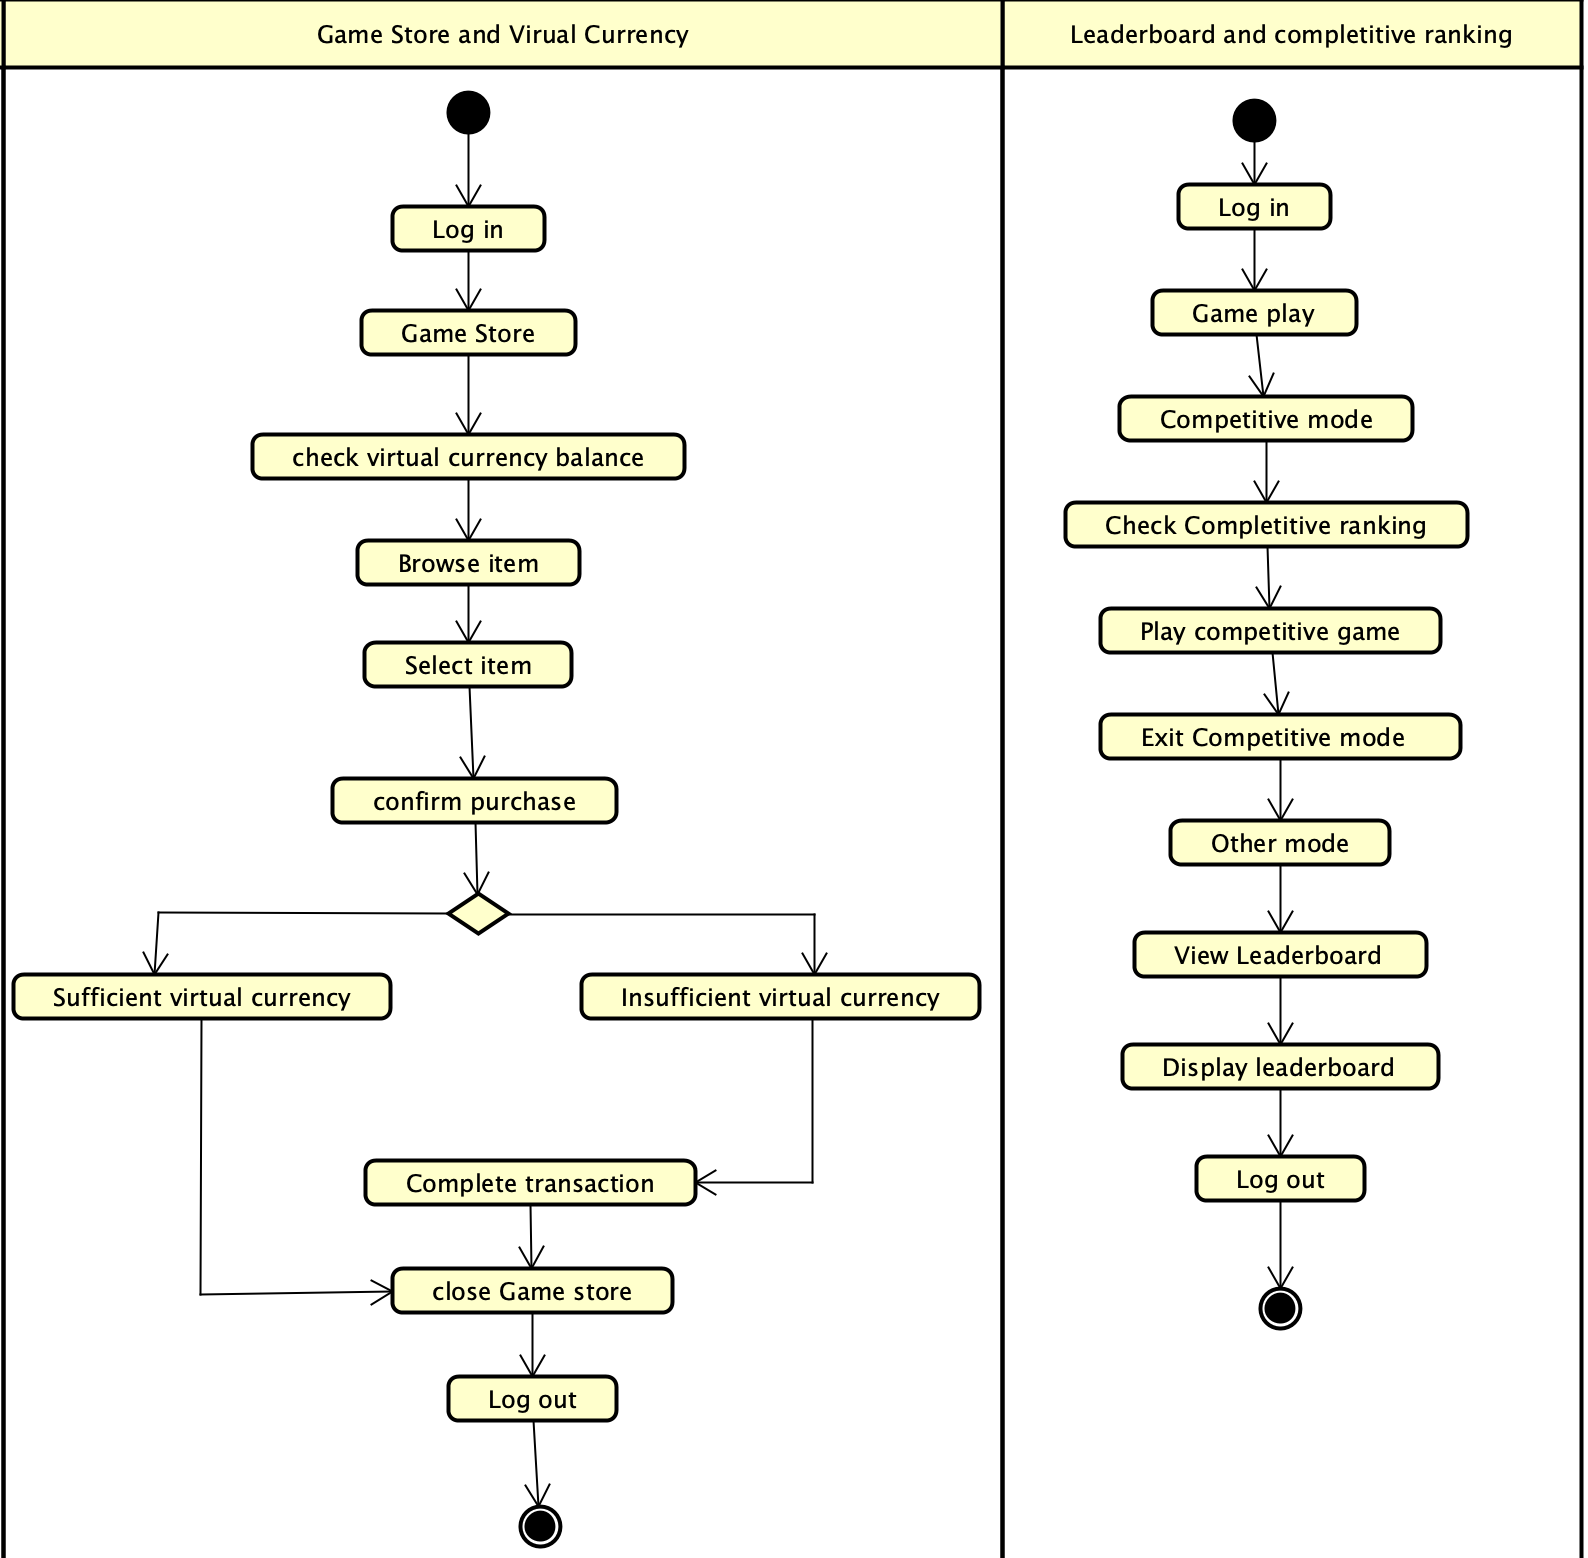 Game Store and Virual Currency
Log in
Game Store
check virtual currency balance
Browse item
Select item
confirm purchase
Sufficient virtual currency
Insufficient virtual currency
Complete transaction
close Game store
Log out
Leaderboard and completitive ranking
Log in
Game play
Competitive mode
Check Completitive ranking
Play competitive game
Exit Competitive mode
Other mode
View Leaderboard
Display leaderboard
Log out